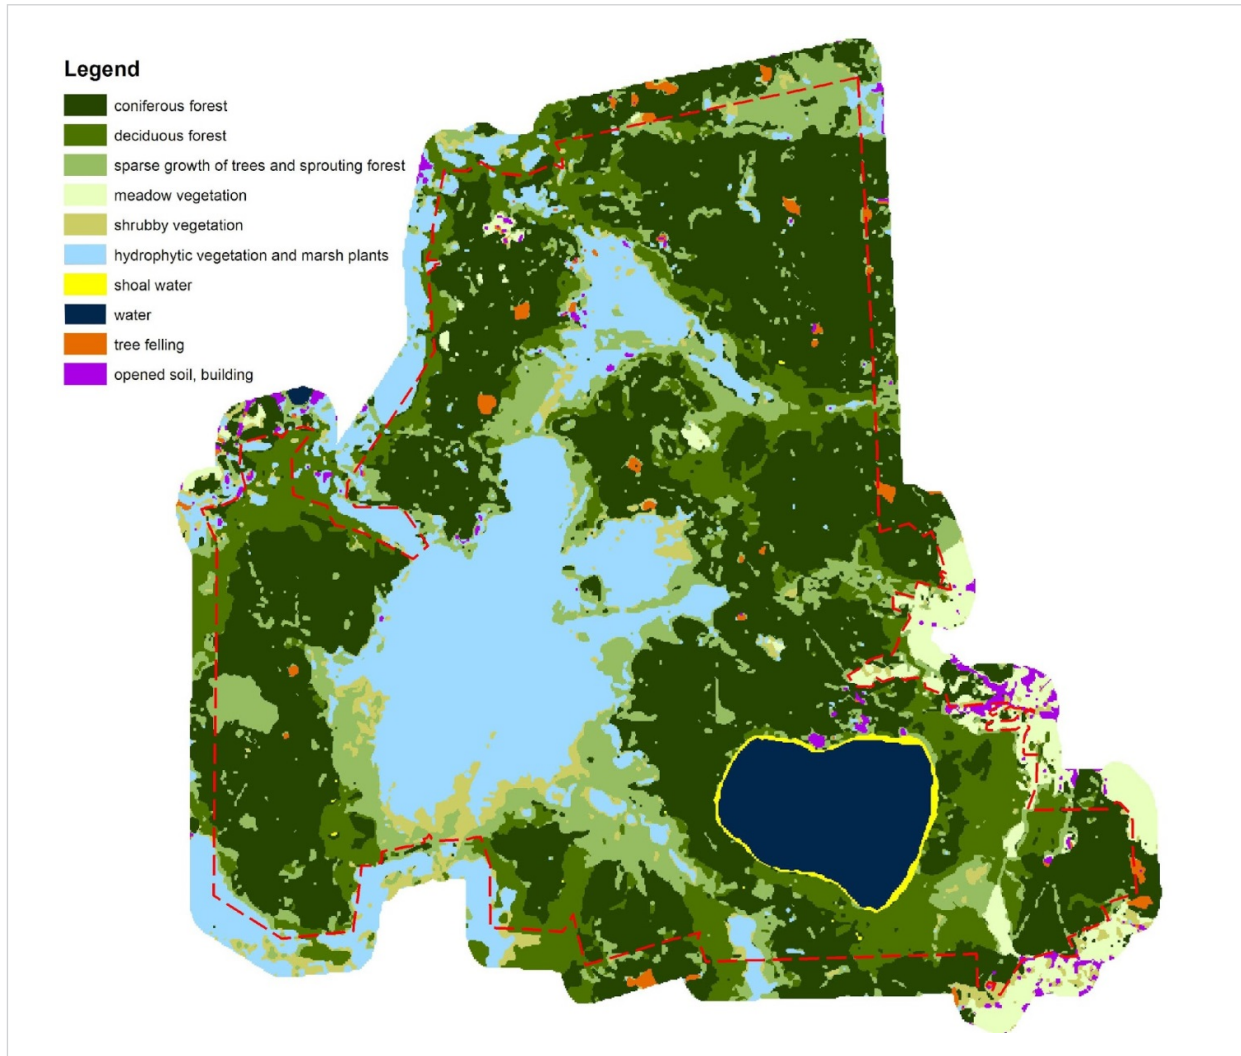 Legend
coniferous forest
deciduous forest
sparse growth of trees and sprouting forest
meadow vegetation
shrubby vegetation
hydrophytic vegetation and marsh plants
shoal water
water
tree felling
opened soil, building